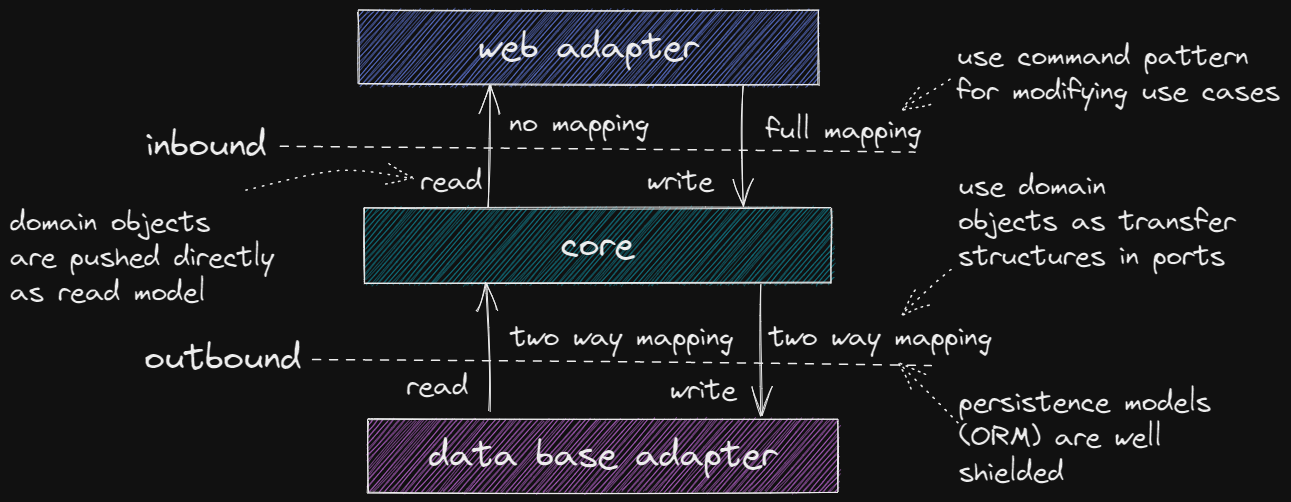 web adapter
use command pattern
for modifying use cases
no mapping
full mapping
inbound
read
write
domain objects
are pushed directly
as read model
use domain
objects as transfer
structures in ports
core
two way mapping
two way mapping
outbound
read
write
persistence models
(ORM) are well
shielded
data base adapter